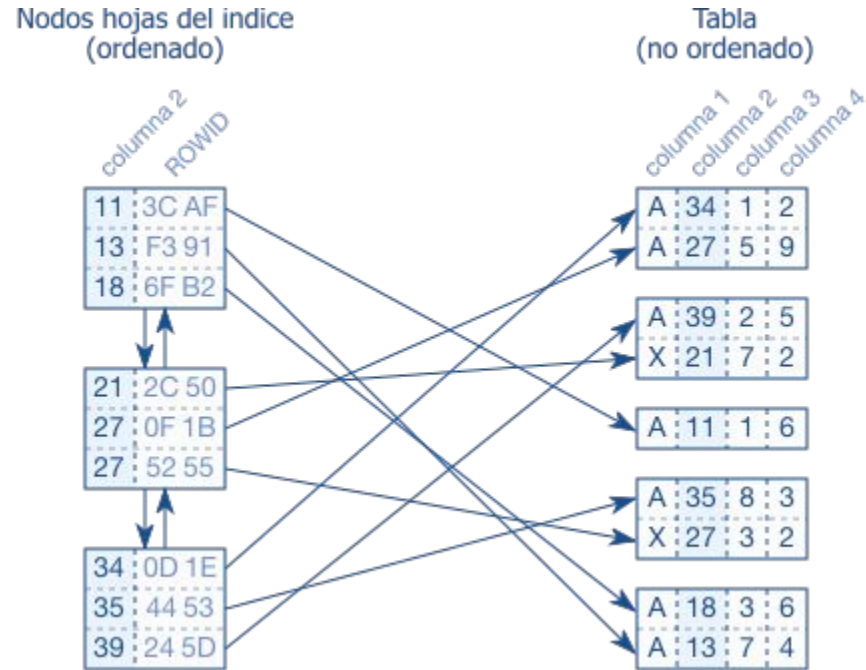 Nodos hojas del indice
(ordenado)
columna 2
ROWID
11 3C AF
13 F3 91
18 6F B2
21 2C 50
27 0F 1B
27 52 55
34 0D 1E
35 44 53
39 24 5D
Tabla
(no ordenado)
columna 1
columna 2
columna 3
columna 4
A 34 1 2
A 27 5 9
A 39 2 5
X 21 7 2
A 11 1 6
A 35 8 3
X 27 3 2
A 18 3 6
A 13 7 4